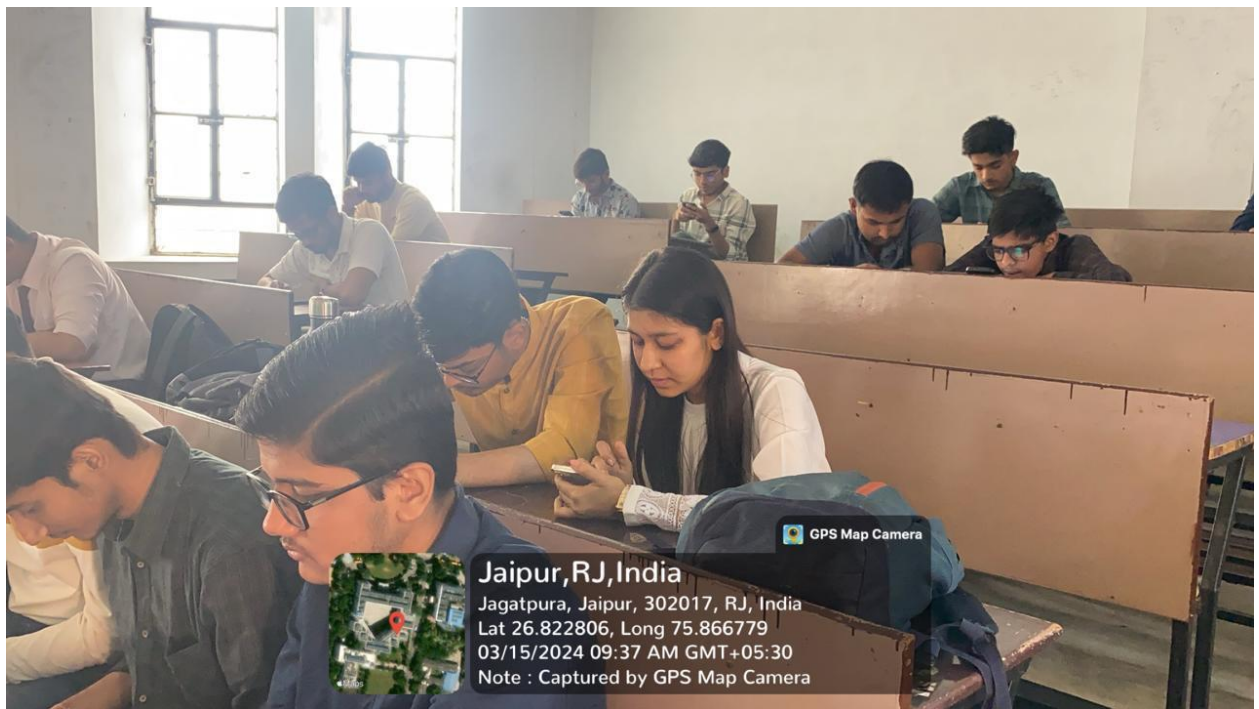 GPS Map Camera
Jaipur,RJ,India
Jagatpura, Jaipur, 302017, RJ, India
Lat 26.822806, Long 75.866779
03/15/2024 09:37 AM GMT+05:30
Note : Captured by GPS Map Camera
Maps